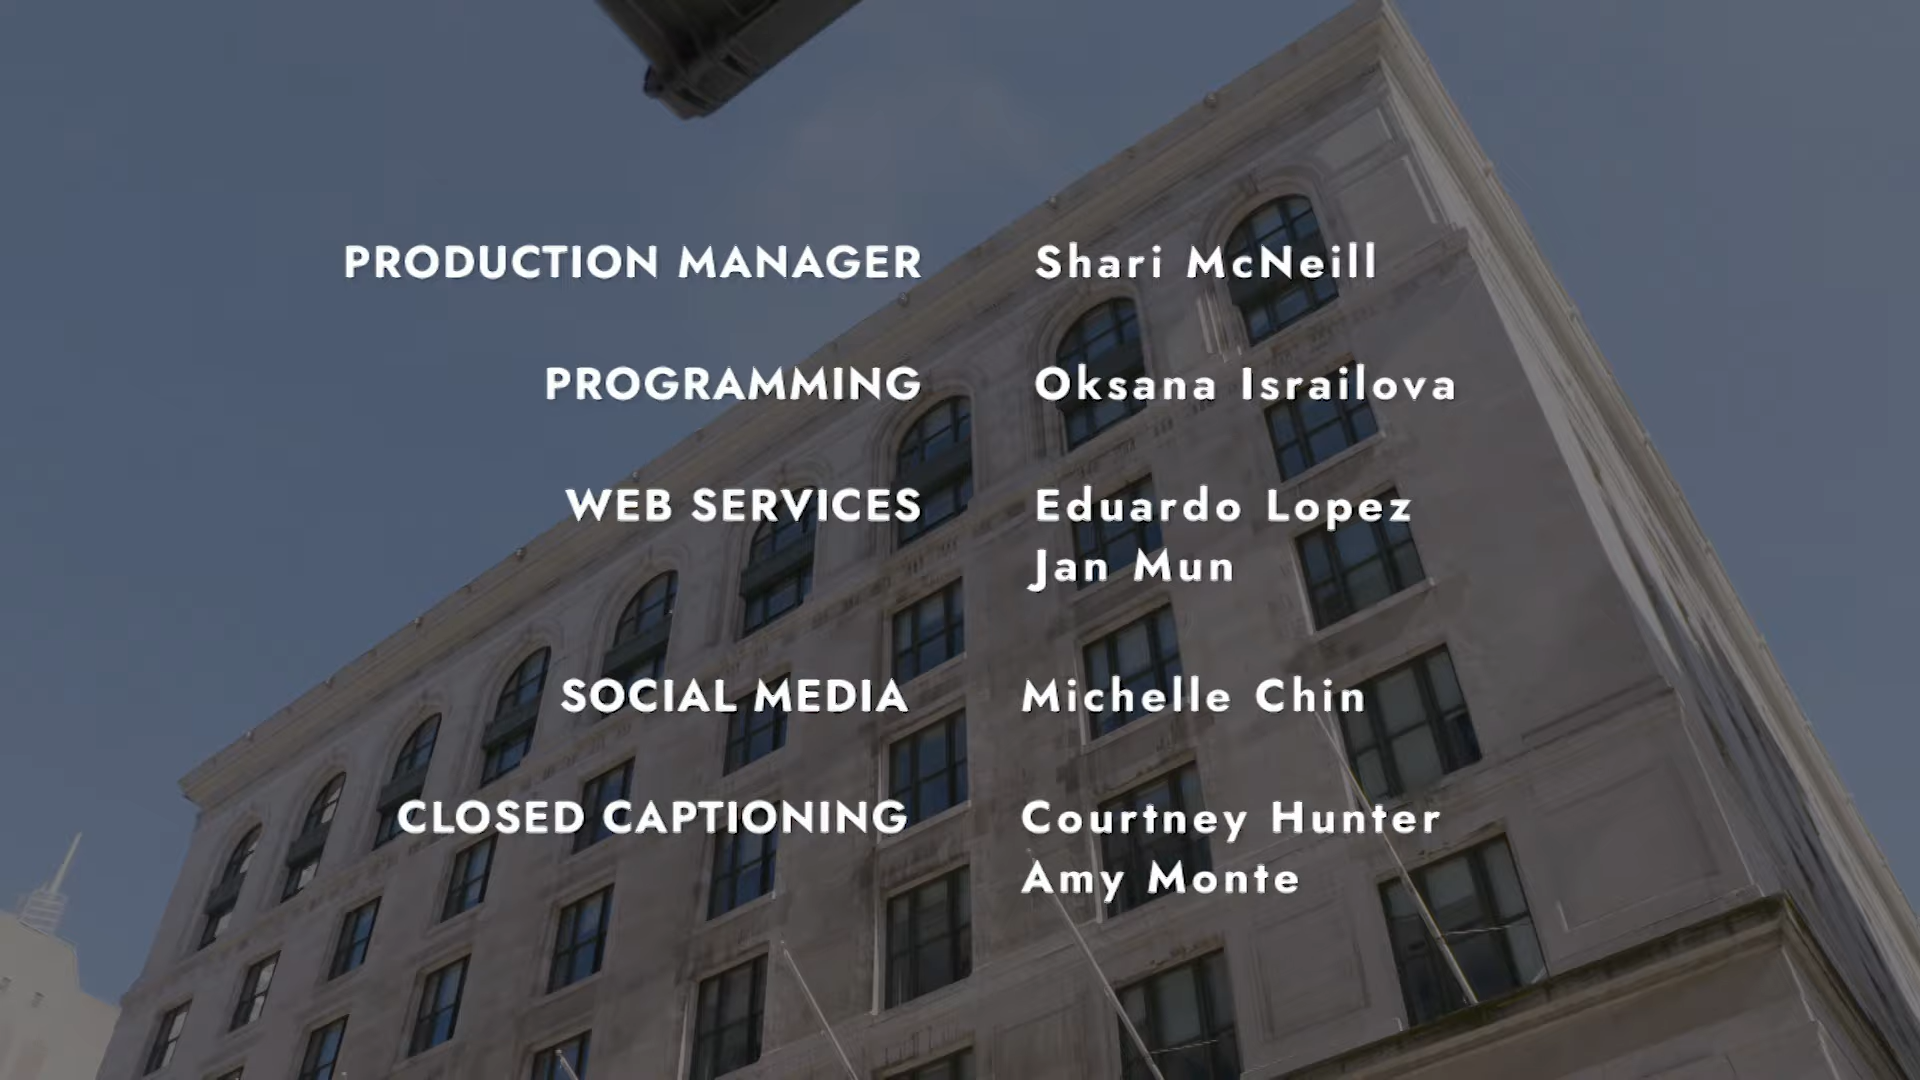 PRODUCTION MANAGER Shari McNeill
PROGRAMMING Oksana Israilova
WEB SERVICES Eduardo Lopez
Jan Mun
SOCIAL MEDIA Michelle Chin
CLOSED CAPTIONING Courtney Hunter
Amy Monte